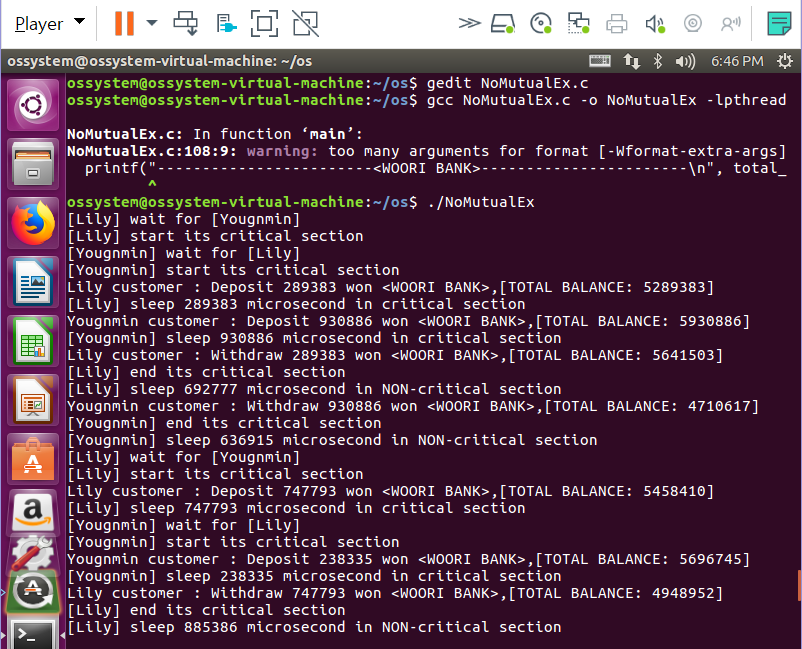 Player
ossystem@ossystem-virtual-machine: ~/os
6:46 PM
ossystem@ossystem-virtual-machine:~/os$ gedit NoMutualEx.c
ossystem@ossystem-virtual-machine:~/os$ gcc NoMutualEx.c -o NoMutualEx -lpthread
NoMutualEx.c: In function ‘main’:
NoMutualEx.c:108:9: warning: too many arguments for format [-Wformat-extra-args]
printf("------------------------<WOORI BANK>-----------------------\n", total_
^
ossystem@ossystem-virtual-machine:~/os$ ./NoMutualEx
[Lily] wait for [Yougnmin]
[Lily] start its critical section
[Yougnmin] wait for [Lily]
[Yougnmin] start its critical section
Lily customer : Deposit 289383 won <WOORI BANK>,[TOTAL BALANCE: 5289383]
[Lily] sleep 289383 microsecond in critical section
Yougnmin customer : Deposit 930886 won <WOORI BANK>,[TOTAL BALANCE: 5930886]
[Yougnmin] sleep 930886 microsecond in critical section
Lily customer : Withdraw 289383 won <WOORI BANK>,[TOTAL BALANCE: 5641503]
[Lily] end its critical section
[Lily] sleep 692777 microsecond in NON-critical section
Yougnmin customer : Withdraw 930886 won <WOORI BANK>,[TOTAL BALANCE: 4710617]
[Yougnmin] end its critical section
[Yougnmin] sleep 636915 microsecond in NON-critical section
[Lily] wait for [Yougnmin]
[Lily] start its critical section
Lily customer : Deposit 747793 won <WOORI BANK>,[TOTAL BALANCE: 5458410]
[Lily] sleep 747793 microsecond in critical section
[Yougnmin] wait for [Lily]
[Yougnmin] start its critical section
Yougnmin customer : Deposit 238335 won <WOORI BANK>,[TOTAL BALANCE: 5696745]
[Yougnmin] sleep 238335 microsecond in critical section
Lily customer : Withdraw 747793 won <WOORI BANK>,[TOTAL BALANCE: 4948952]
[Lily] end its critical section
[Lily] sleep 885386 microsecond in NON-critical section